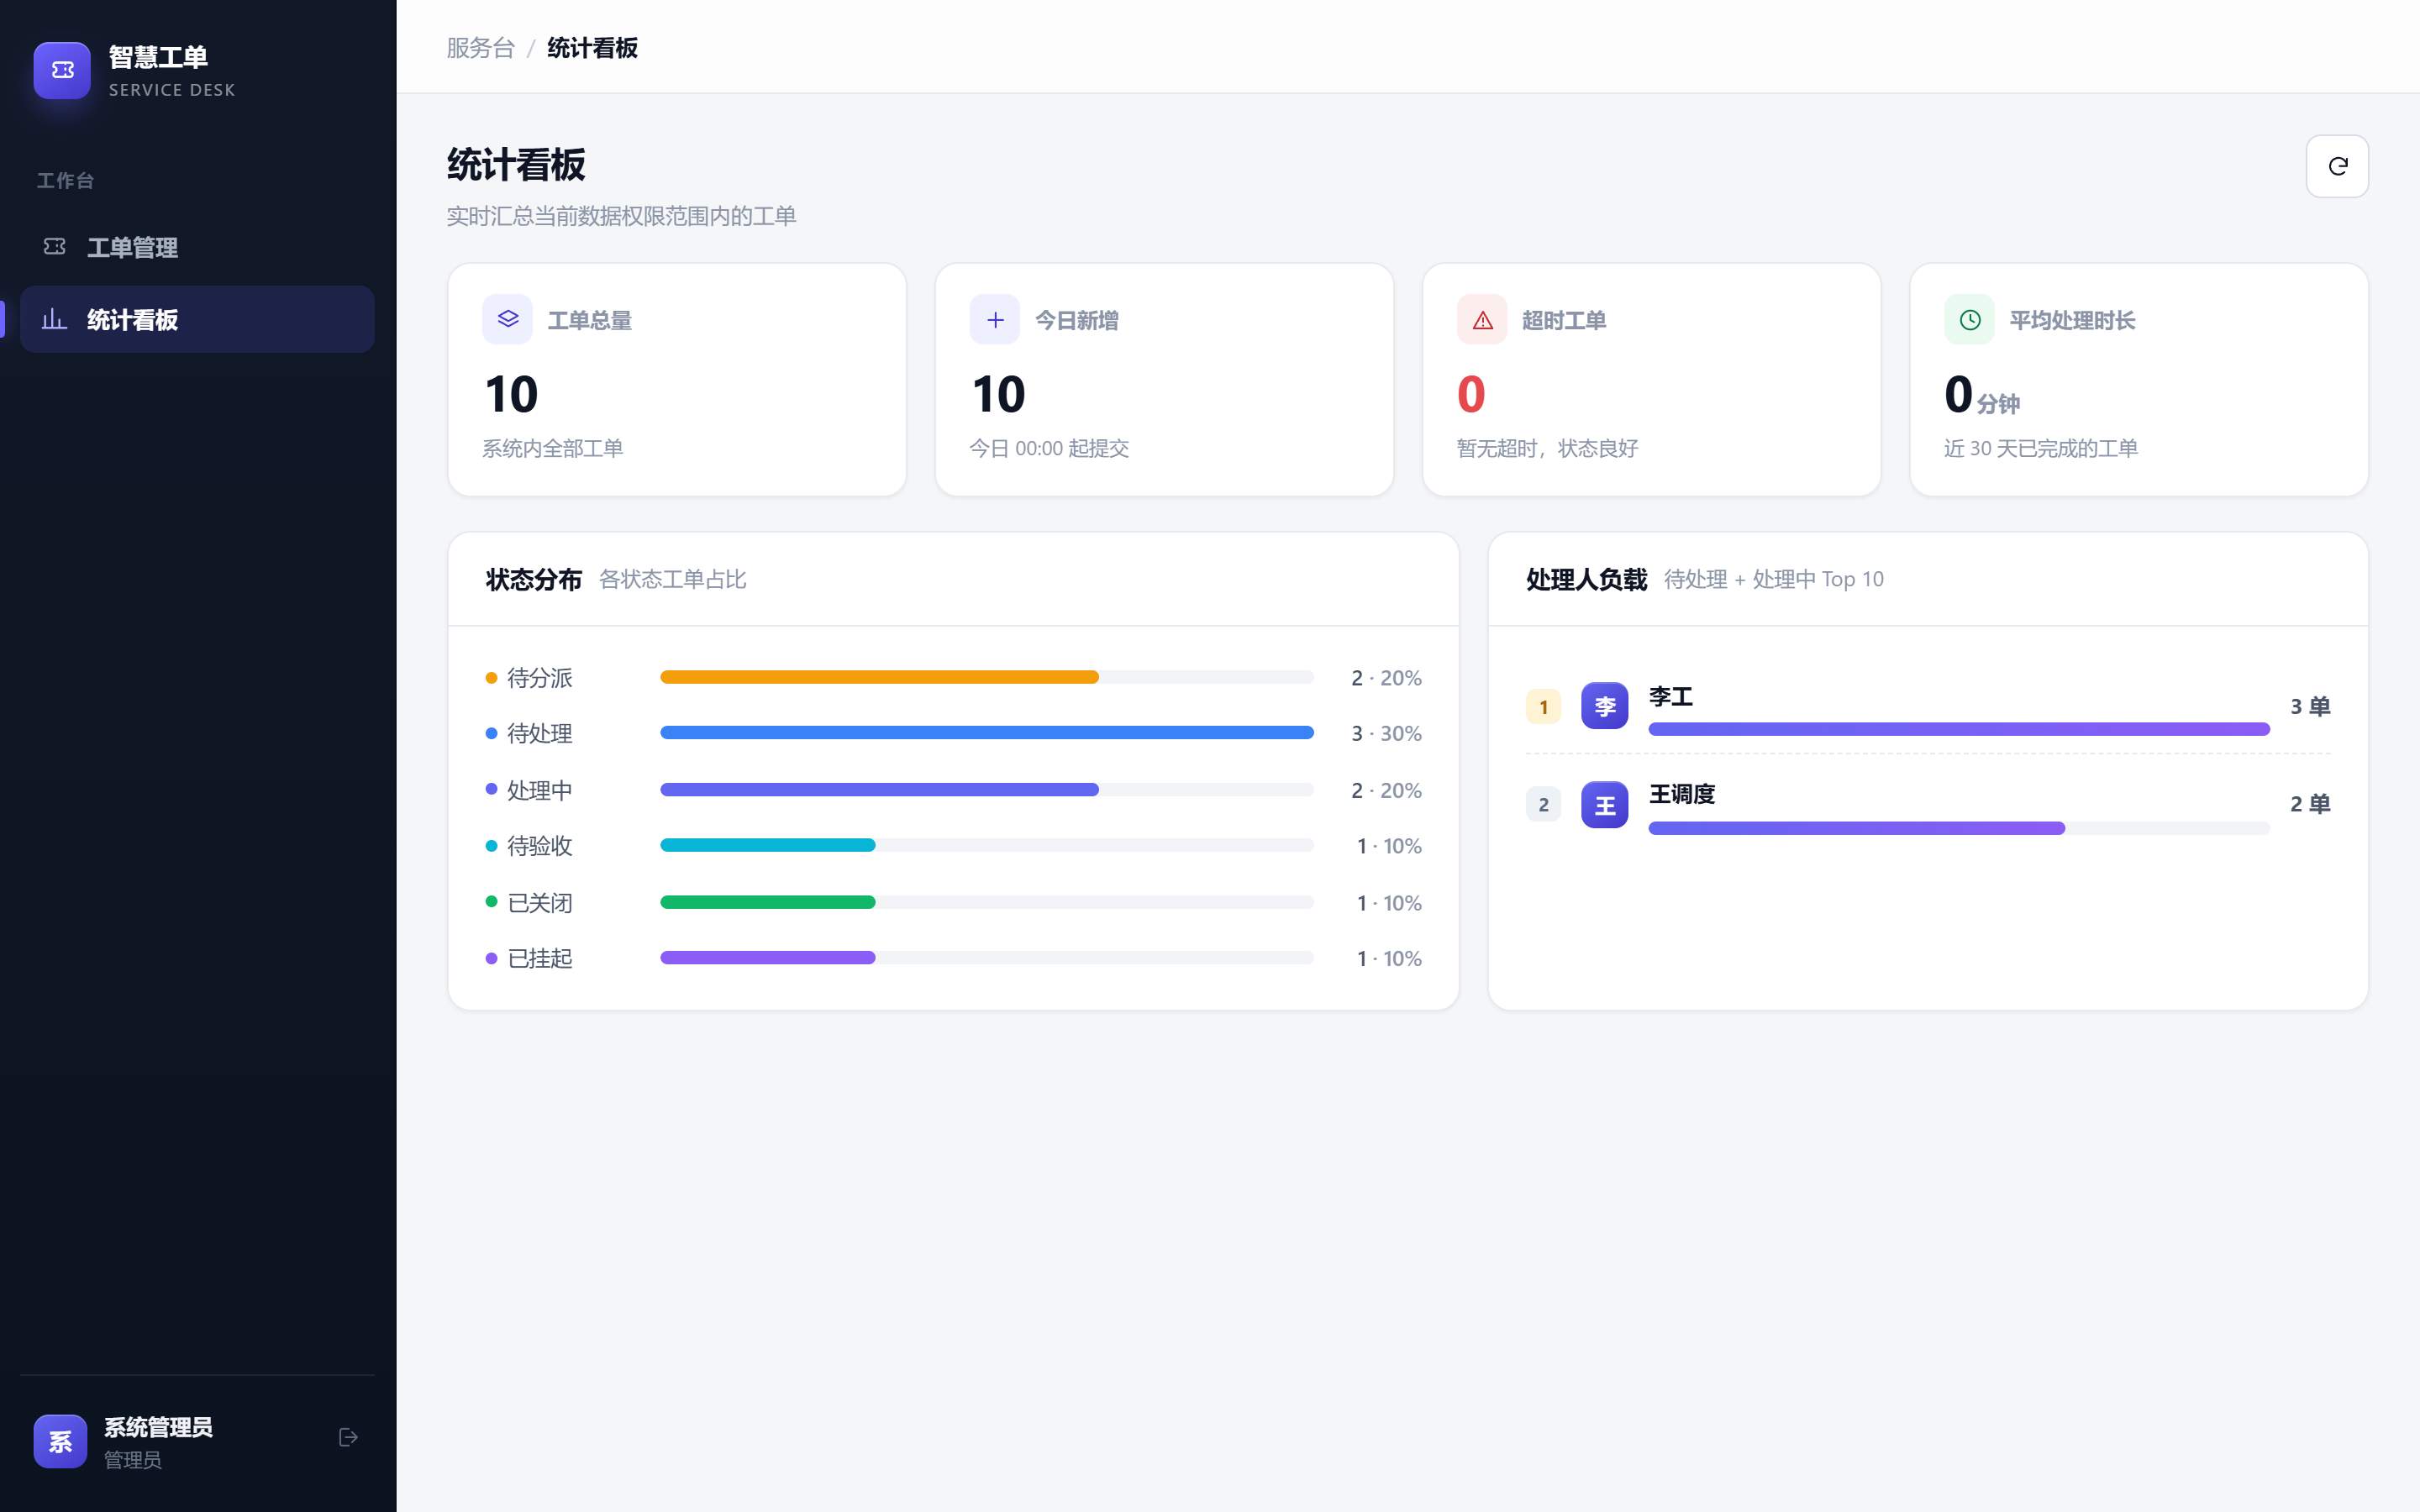 智慧工单
SERVICE DESK
工作台
工单管理
统计看板
系
系统管理员
管理员
服务台 / 统计看板
统计看板
实时汇总当前数据权限范围内的工单
工单总量
10
系统内全部工单
今日新增
10
今日 00:00 起提交
超时工单
0
暂无超时，状态良好
平均处理时长
0 分钟
近 30 天已完成的工单
状态分布 各状态工单占比
待分派 2 · 20%
待处理 3 · 30%
处理中 2 · 20%
待验收 1 · 10%
已关闭 1 · 10%
已挂起 1 · 10%
处理人负载 待处理 + 处理中 Top 10
1 李 李工 3 单
2 王 王调度 2 单